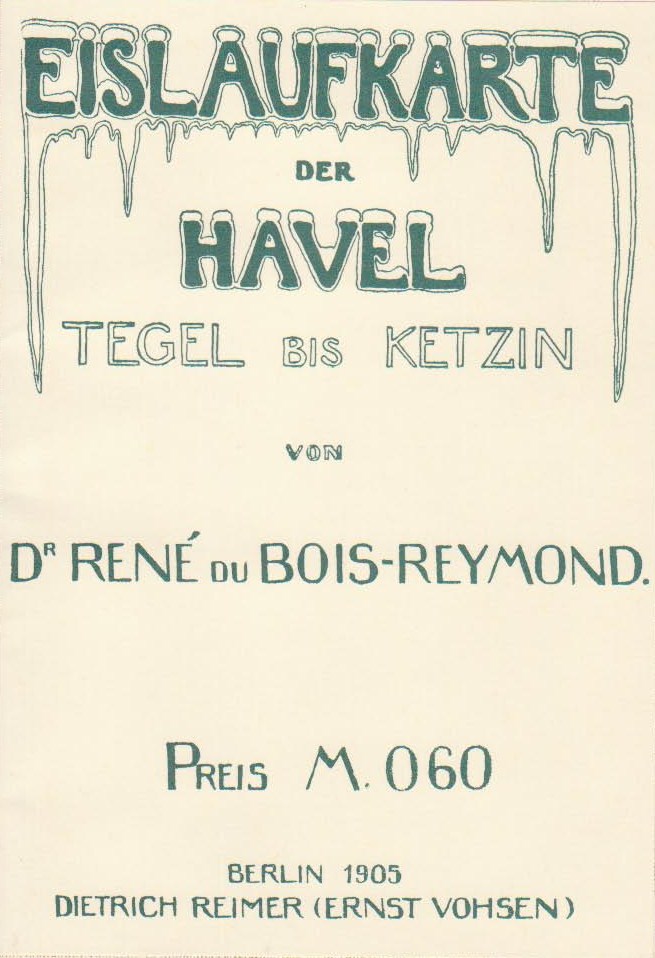 EISLAUFKARTE
DER
HAVEL
TEGEL BIS KETZIN
VON
DR RENÉ DU BOIS-REYMOND.
PREIS M. 060
BERLIN 1905
DIETRICH REIMER (ERNST VOHSEN)